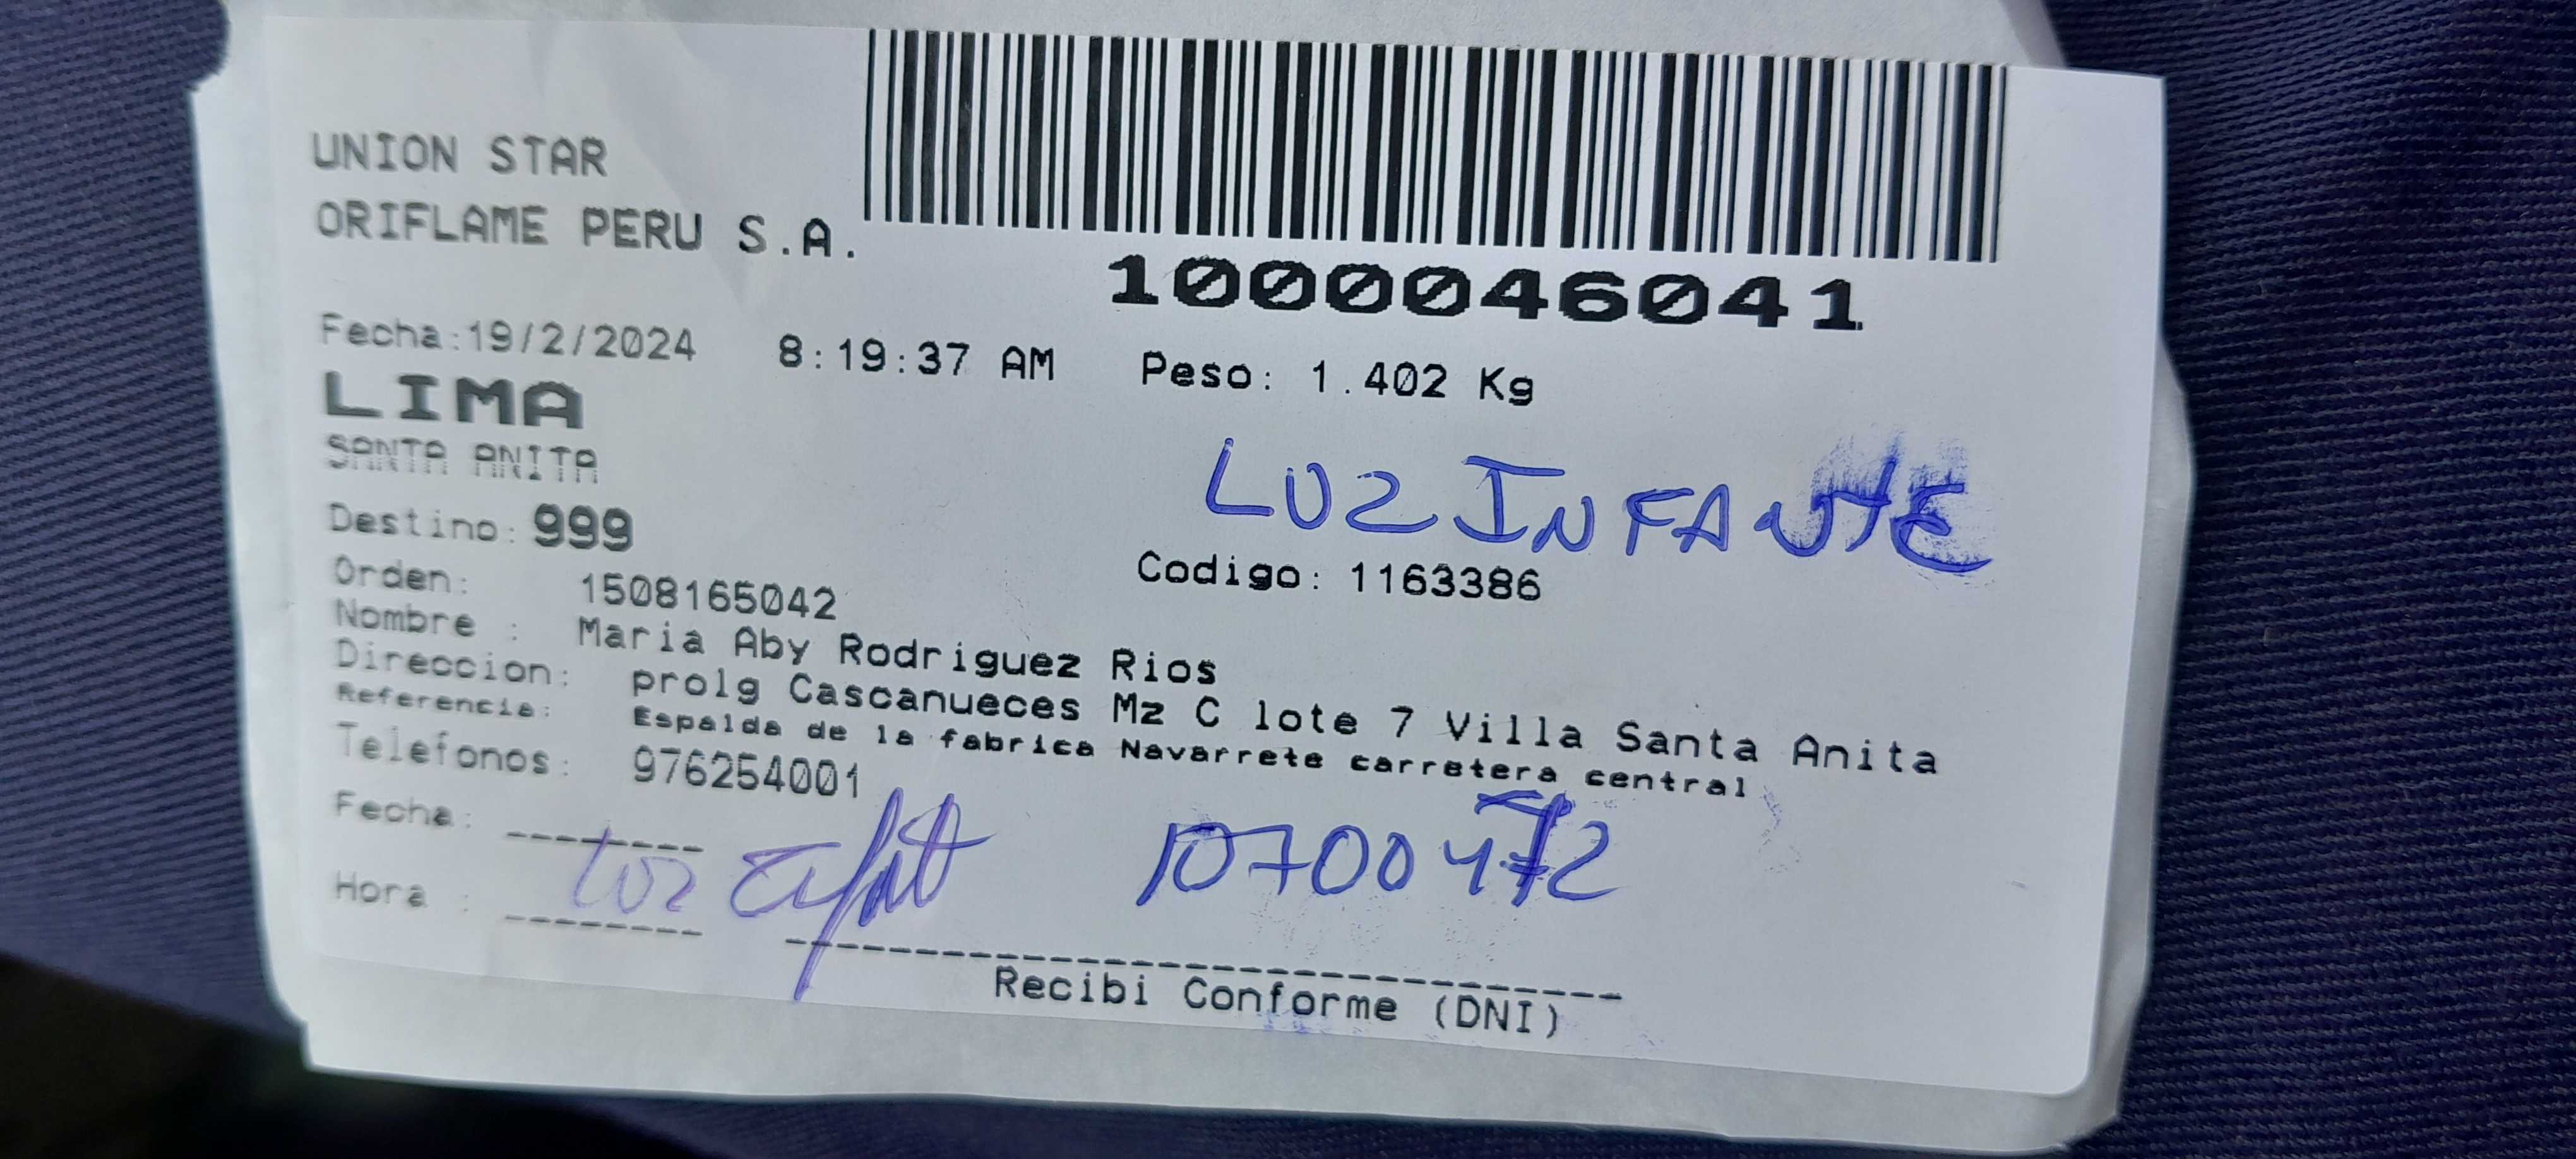 UNION STAR
ORIFLAME PERU S.A.
1000046041
Fecha:19/2/2024 8:19:37 AM Peso: 1.402 Kg
LIMA
SANTA ANITA
LUZ INFANTE
Destino: 999
Orden: 1508165042 Codigo: 1163386
Nombre : Maria Aby Rodriguez Rios
Direccion: prolg Cascanueces Mz C lote 7 Villa Santa Anita
Referencia: Espalda de la fabrica Navarrete carretera central
Telefonos: 976254001
Fecha:
Luz 10700472
Hora :
Recibi Conforme (DNI)